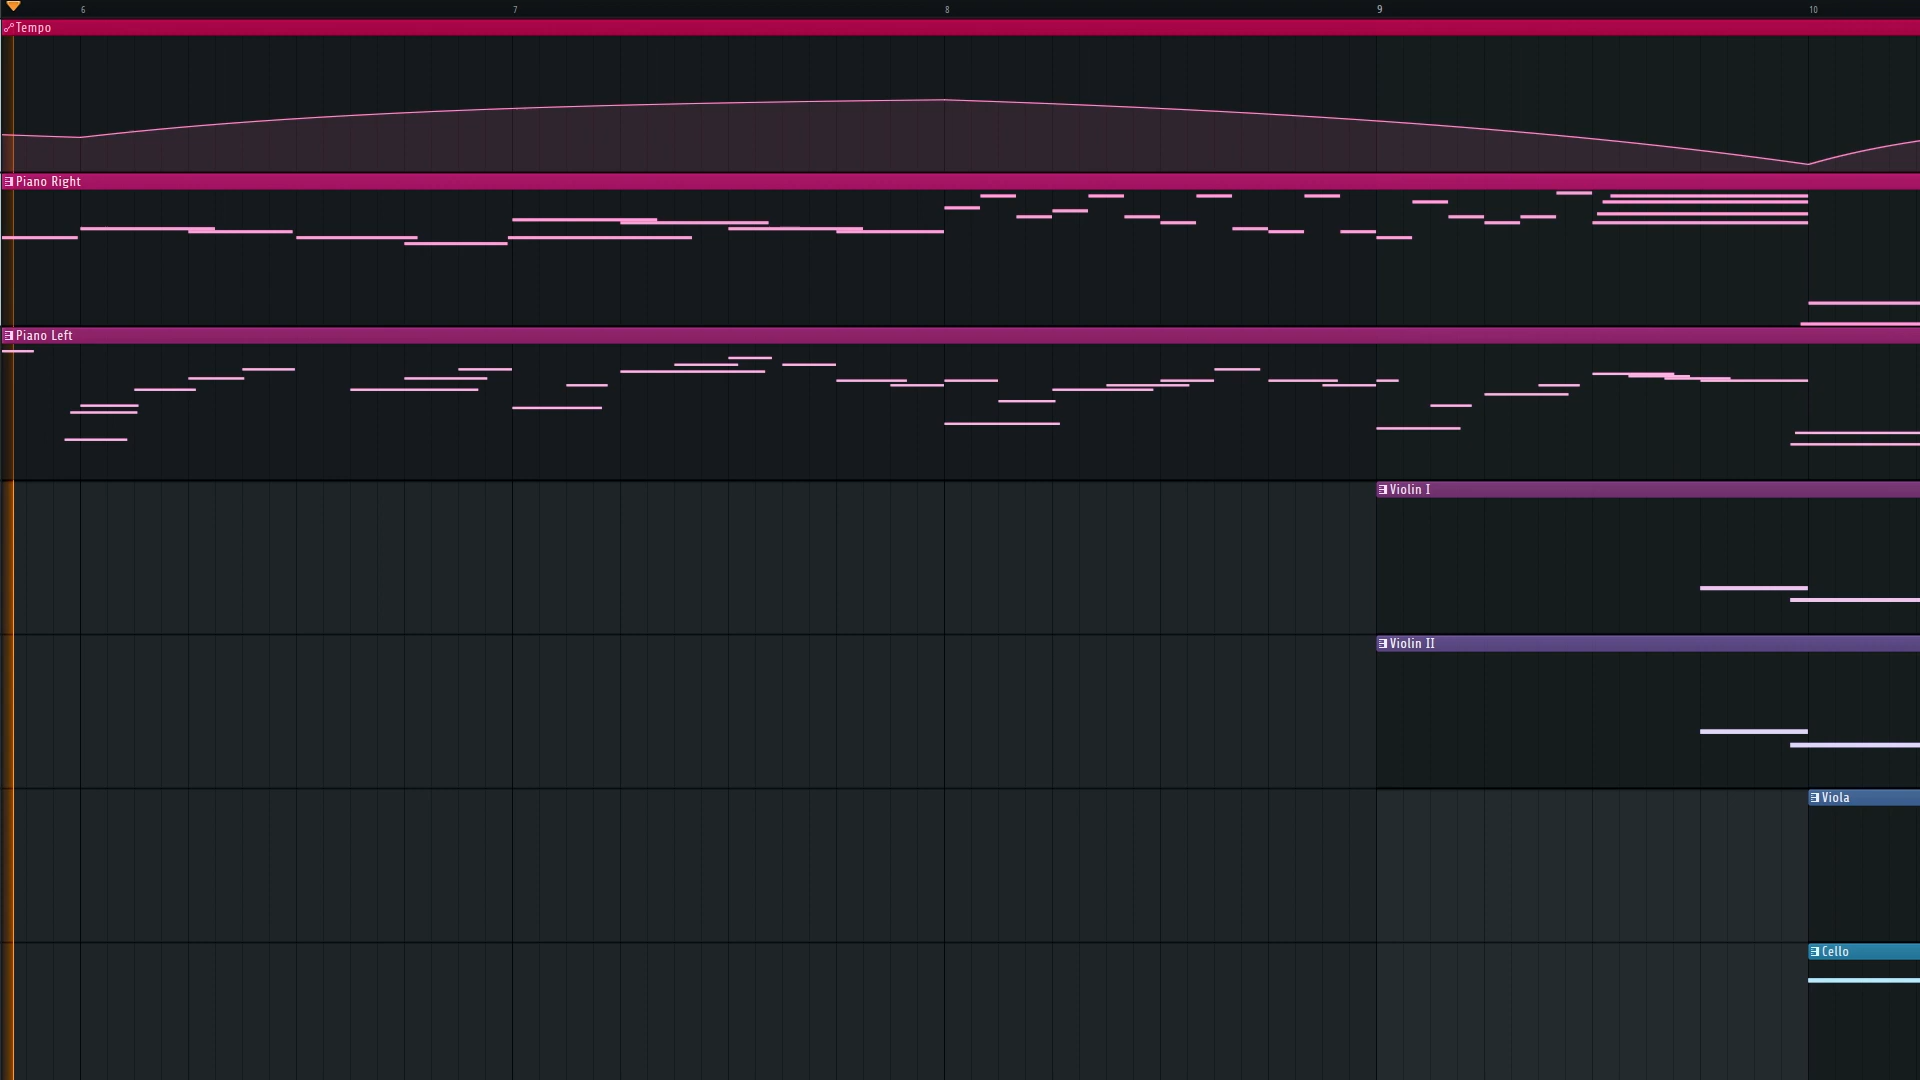 6 7 8 9 10
Tempo
Piano Right
Piano Left
Violin I
Violin II
Viola
Cello